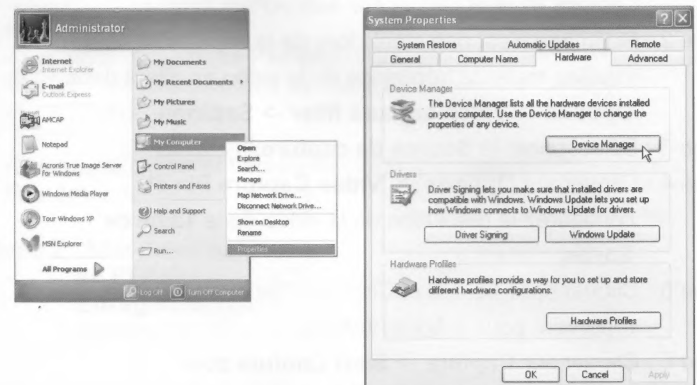 Administrator
Internet
Internet Explorer
E-mail
Outlook Express
AMCAP
Notepad
Acronis True Image Server
for Windows
Windows Media Player
Tour Windows XP
MSN Explorer
All Programs
My Documents
My Recent Documents
My Pictures
My Music
My Computer
Control Panel
Printers and Faxes
Help and Support
Search
Run...
Open
Explore
Search...
Manage
Map Network Drive...
Disconnect Network Drive...
Show on Desktop
Rename
Properties
Log Off
Turn Off Computer
System Properties
System Restore
Automatic Updates
Remote
General
Computer Name
Hardware
Advanced
Device Manager
The Device Manager lists all the hardware devices installed
on your computer. Use the Device Manager to change the
properties of any device.
Device Manager
Drivers
Driver Signing lets you make sure that installed drivers are
compatible with Windows. Windows Update lets you set up
how Windows connects to Windows Update for drivers.
Driver Signing
Windows Update
Hardware Profiles
Hardware profiles provide a way for you to set up and store
different hardware configurations.
Hardware Profiles
OK
Cancel
Apply